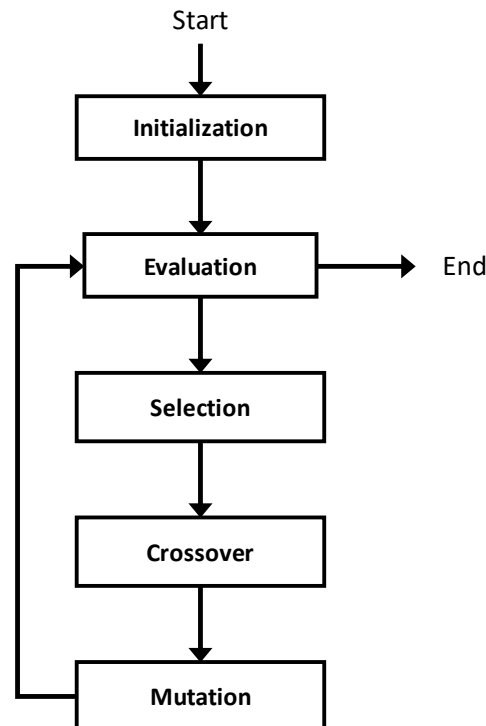 Start
Initialization
Evaluation
End
Selection
Crossover
Mutation